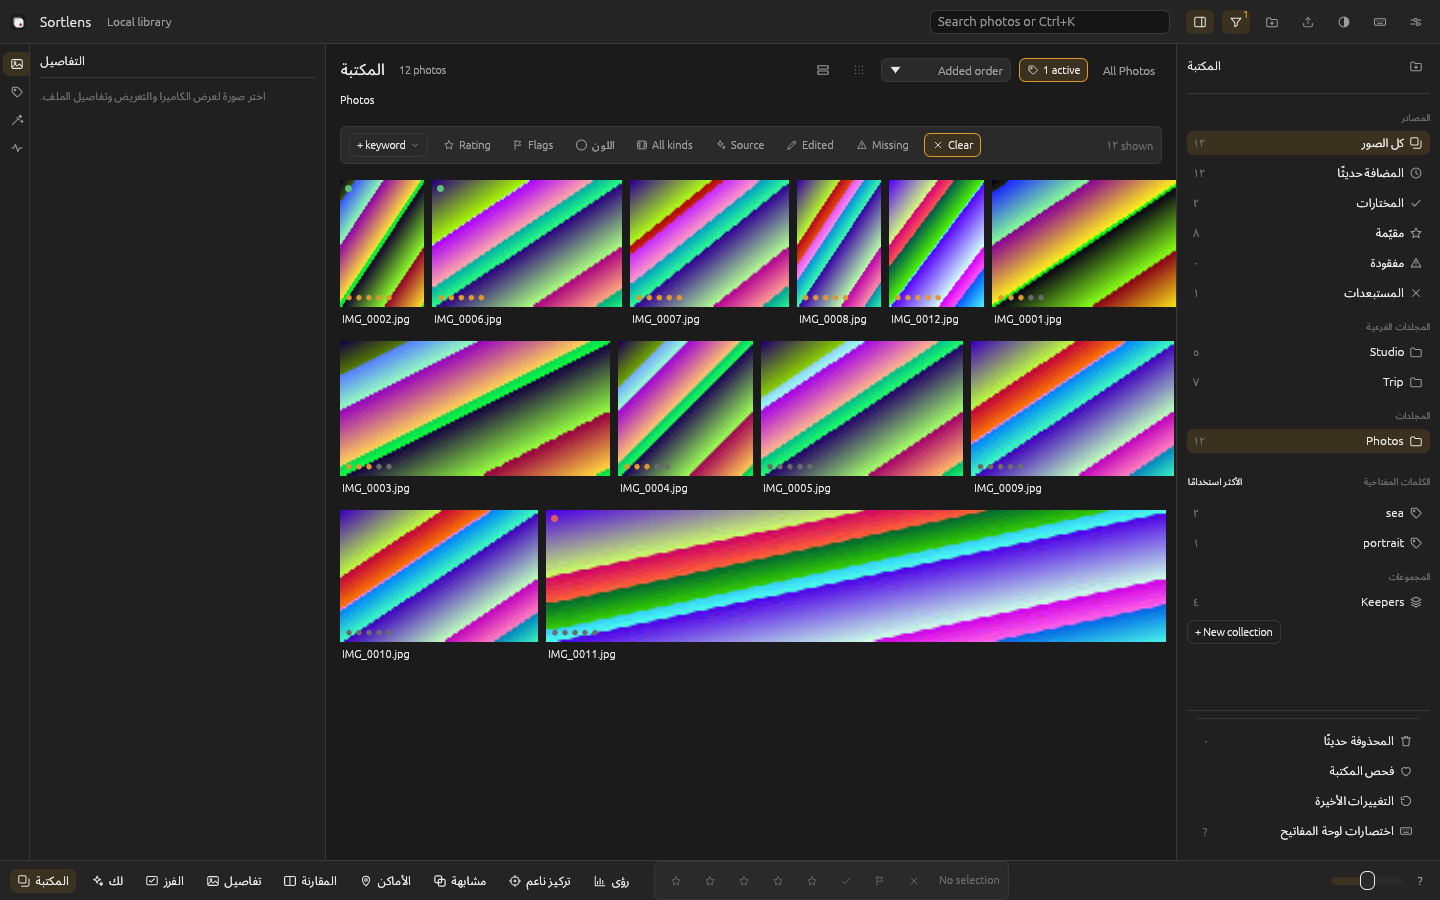 Sortlens
Local library
Search photos or Ctrl+K
التفاصيل
اختر صورة لعرض الكاميرا والتعريض وتفاصيل الملف.
المكتبة
12 photos
Added order
1 active
All Photos
Photos
+ keyword
Rating
Flags
اللون
All kinds
Source
Edited
Missing
Clear
١٢ shown
IMG_0002.jpg
IMG_0006.jpg
IMG_0007.jpg
IMG_0008.jpg
IMG_0012.jpg
IMG_0001.jpg
IMG_0003.jpg
IMG_0004.jpg
IMG_0005.jpg
IMG_0009.jpg
IMG_0010.jpg
IMG_0011.jpg
المكتبة
المصادر
كل الصور ١٢
المضافة حديثًا ١٢
المختارات ٢
مقيّمة ٨
مفقودة ٠
المستبعدات ١
المجلدات الفرعية
Studio ٥
Trip ٧
المجلدات
Photos ١٢
الكلمات المفتاحية الأكثر استخدامًا
sea ٢
portrait ١
المجموعات
Keepers ٤
+ New collection
المحذوفة حديثًا ٠
فحص المكتبة
التغييرات الأخيرة
اختصارات لوحة المفاتيح ?
المكتبة
لك
الفرز
تفاصيل
المقارنة
الأماكن
مشابهة
تركيز ناعم
رؤى
No selection
?